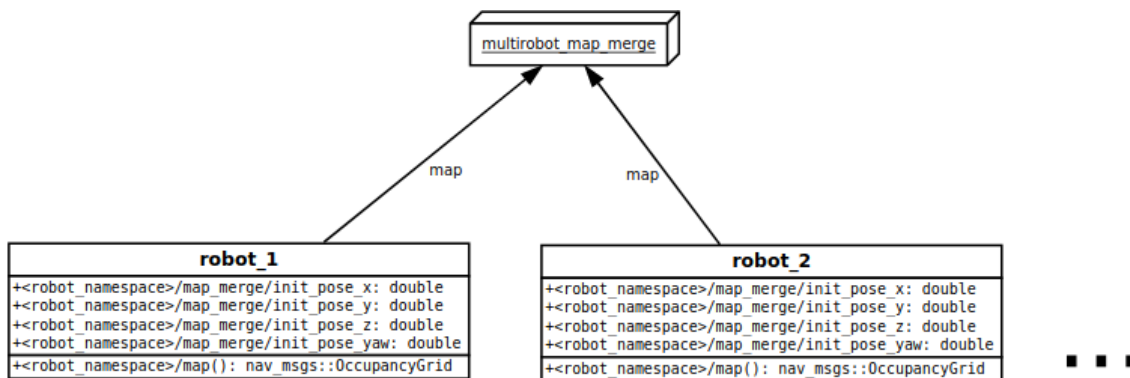 multirobot_map_merge
map
map
robot_1
+<robot_namespace>/map_merge/init_pose_x: double
+<robot_namespace>/map_merge/init_pose_y: double
+<robot_namespace>/map_merge/init_pose_z: double
+<robot_namespace>/map_merge/init_pose_yaw: double
+<robot_namespace>/map(): nav_msgs::OccupancyGrid
robot_2
+<robot_namespace>/map_merge/init_pose_x: double
+<robot_namespace>/map_merge/init_pose_y: double
+<robot_namespace>/map_merge/init_pose_z: double
+<robot_namespace>/map_merge/init_pose_yaw: double
+<robot_namespace>/map(): nav_msgs::OccupancyGrid
...